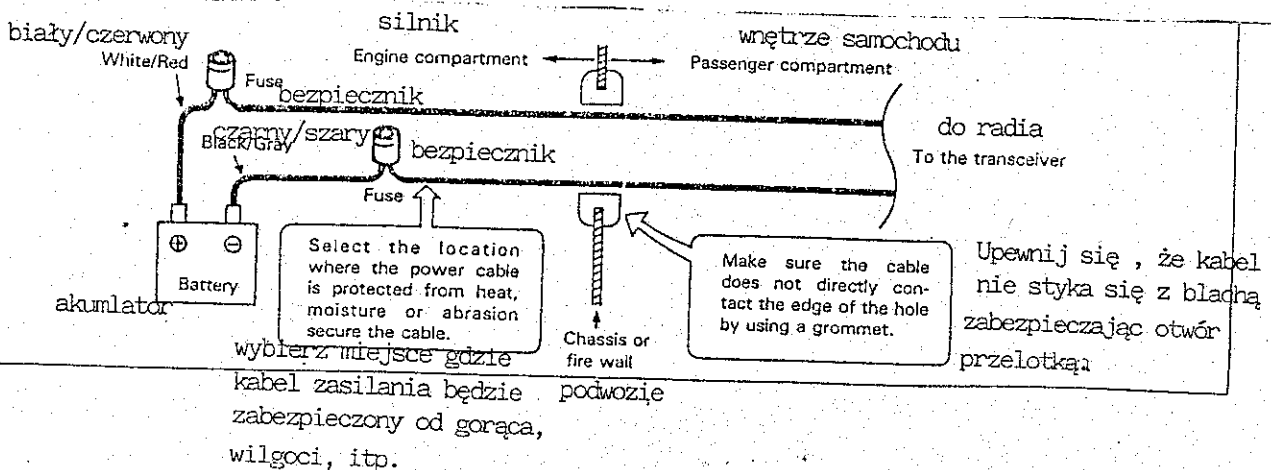 silnik
wnętrze samochodu
biały/czerwony
White/Red
Engine compartment
Passenger compartment
Fuse
bezpiecznik
czarny/szary
Black/Gray
bezpiecznik
do radia
To the transceiver
Fuse
⊕ ⊖
Battery
akumlator
Select the location
where the power cable
is protected from heat,
moisture or abrasion
secure the cable.
Make sure the cable
does not directly con-
tact the edge of the hole
by using a grommet.
Upewnij się , że kabel
nie styka się z blachą
zabezpieczając otwór
przelotką
Chassis or
fire wall
podwozie
wybierz miejsce gdzie
kabel zasilania będzie
zabezpieczony od gorąca,
wilgoci, itp.